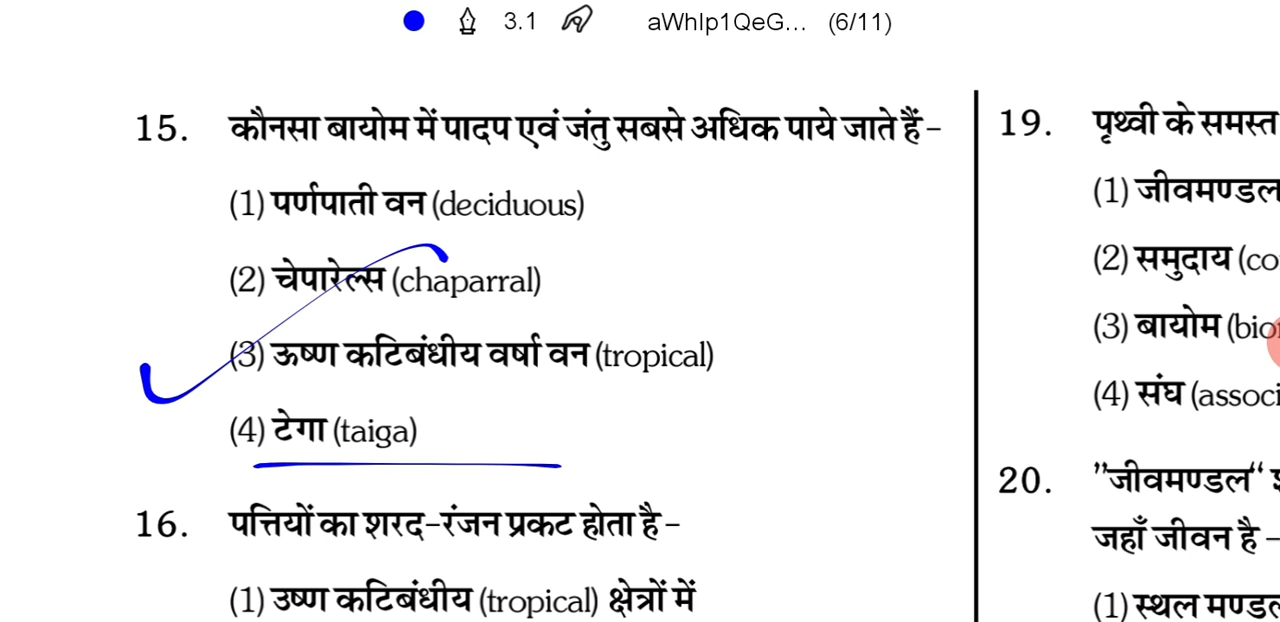 3.1 aWhlp1QeG... (6/11)
15. कौनसा बायोम में पादप एवं जंतु सबसे अधिक पाये जाते हैं -
(1) पर्णपाती वन (deciduous)
(2) चेपारेल्स (chaparral)
(3) ऊष्ण कटिबंधीय वर्षा वन (tropical)
(4) टेगा (taiga)
16. पत्तियों का शरद-रंजन प्रकट होता है -
(1) उष्ण कटिबंधीय (tropical) क्षेत्रों में
19. पृथ्वी के समस्त
(1) जीवमण्डल
(2) समुदाय (co
(3) बायोम (bio
(4) संघ (associ
20. "जीवमण्डल"
जहाँ जीवन है -
(1) स्थल मण्डल